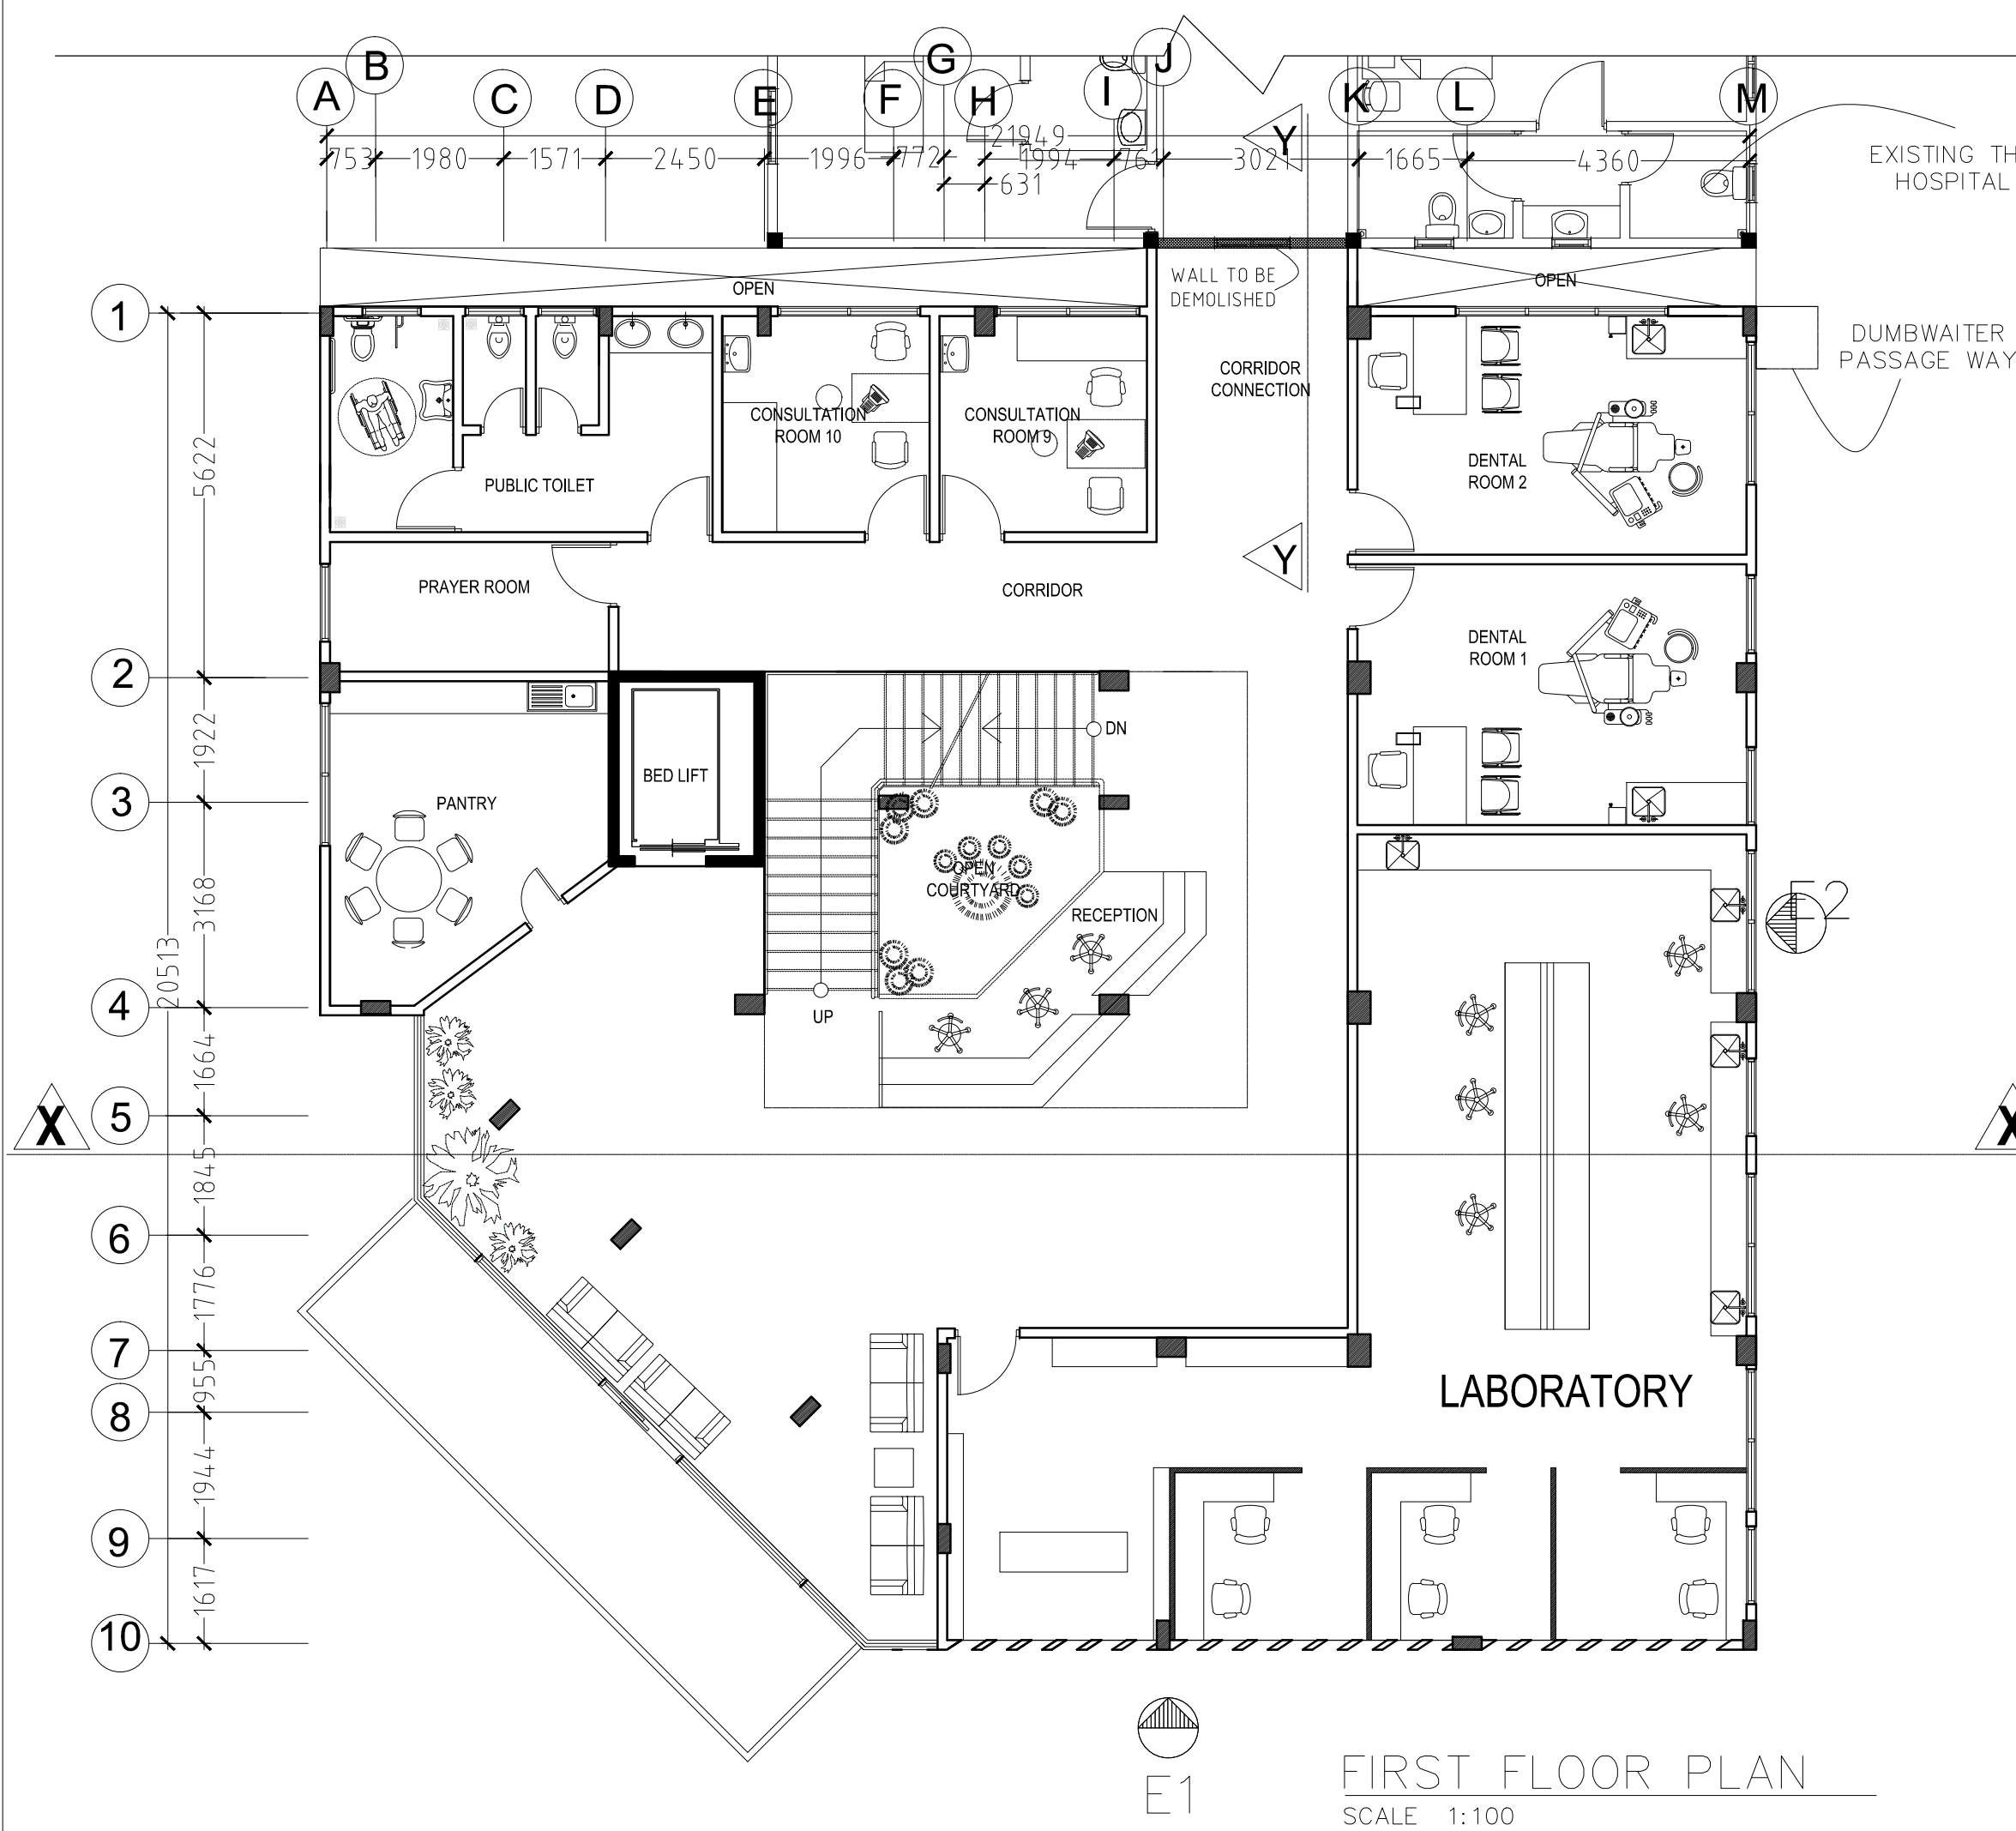 A
B
C
D
E
F
G
H
I
J
K
L
M
21949
753
1980
1571
2450
1996
772
631
1994
761
3021
1665
4360
Y
EXISTING TH
HOSPITAL
OPEN
WALL TO BE
DEMOLISHED
OPEN
DUMBWAITER
PASSAGE WAY
CORRIDOR
CONNECTION
1
2
3
4
5
6
7
8
9
10
5622
1922
3168
1664
1845
1776
955
1944
1617
20513
CONSULTATION
ROOM 10
CONSULTATION
ROOM 9
PUBLIC TOILET
DENTAL
ROOM 2
Y
PRAYER ROOM
CORRIDOR
DENTAL
ROOM 1
DN
BED LIFT
PANTRY
OPEN
COURTYARD
RECEPTION
E2
UP
X
X
LABORATORY
E1
FIRST FLOOR PLAN
SCALE 1:100